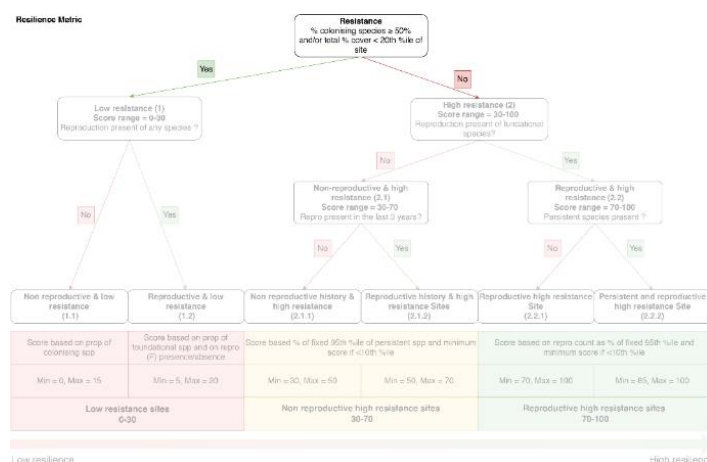 Resilience Metric
Resistance
% colonising species ≥ 50%
and/or total % cover < 20th %ile of
site
Yes
No
Low resistance (1)
Score range = 0-30
Reproduction present of any species ?
High resistance (2)
Score range = 30-100
Reproduction present of fundational
species?
No
Yes
No
Yes
Non-reproductive & high
resistance (2.1)
Score range = 30-70
Repro present in the last 3 years?
Reproductive & high
resistance (2.2)
Score range = 70-100
Persistent species present ?
No
Yes
No
Yes
Non reproductive & low
resistance
(1.1)
Reproductive & low
resistance
(1.2)
Non reproductive history &
high resistance
(2.1.1)
Reproductive history & high
resistance Sites
(2.1.2)
Reproductive high resistance
Site
(2.2.1)
Persistent and reproductive
high resistance
(2.2.2)
Score based on prop of
colonising spp
Score based on prop of
foundational spp and on repro
(F) presence/absence
Score based % of fixed 95th %ile of persistent spp and minimum
score if <10th %ile
Score based on repro count as % of fixed 95th %ile and
minimum score if <10th %ile
Min = 0, Max = 15
Min = 5, Max = 30
Min = 30, Max = 50
Min = 50, Max = 70
Min = 70, Max = 100
Min = 85, Max = 100
Low resistance sites
0-30
Non reproductive high resistance sites
30-70
Reproductive high resistance sites
70-100
Low resilience
High resilience